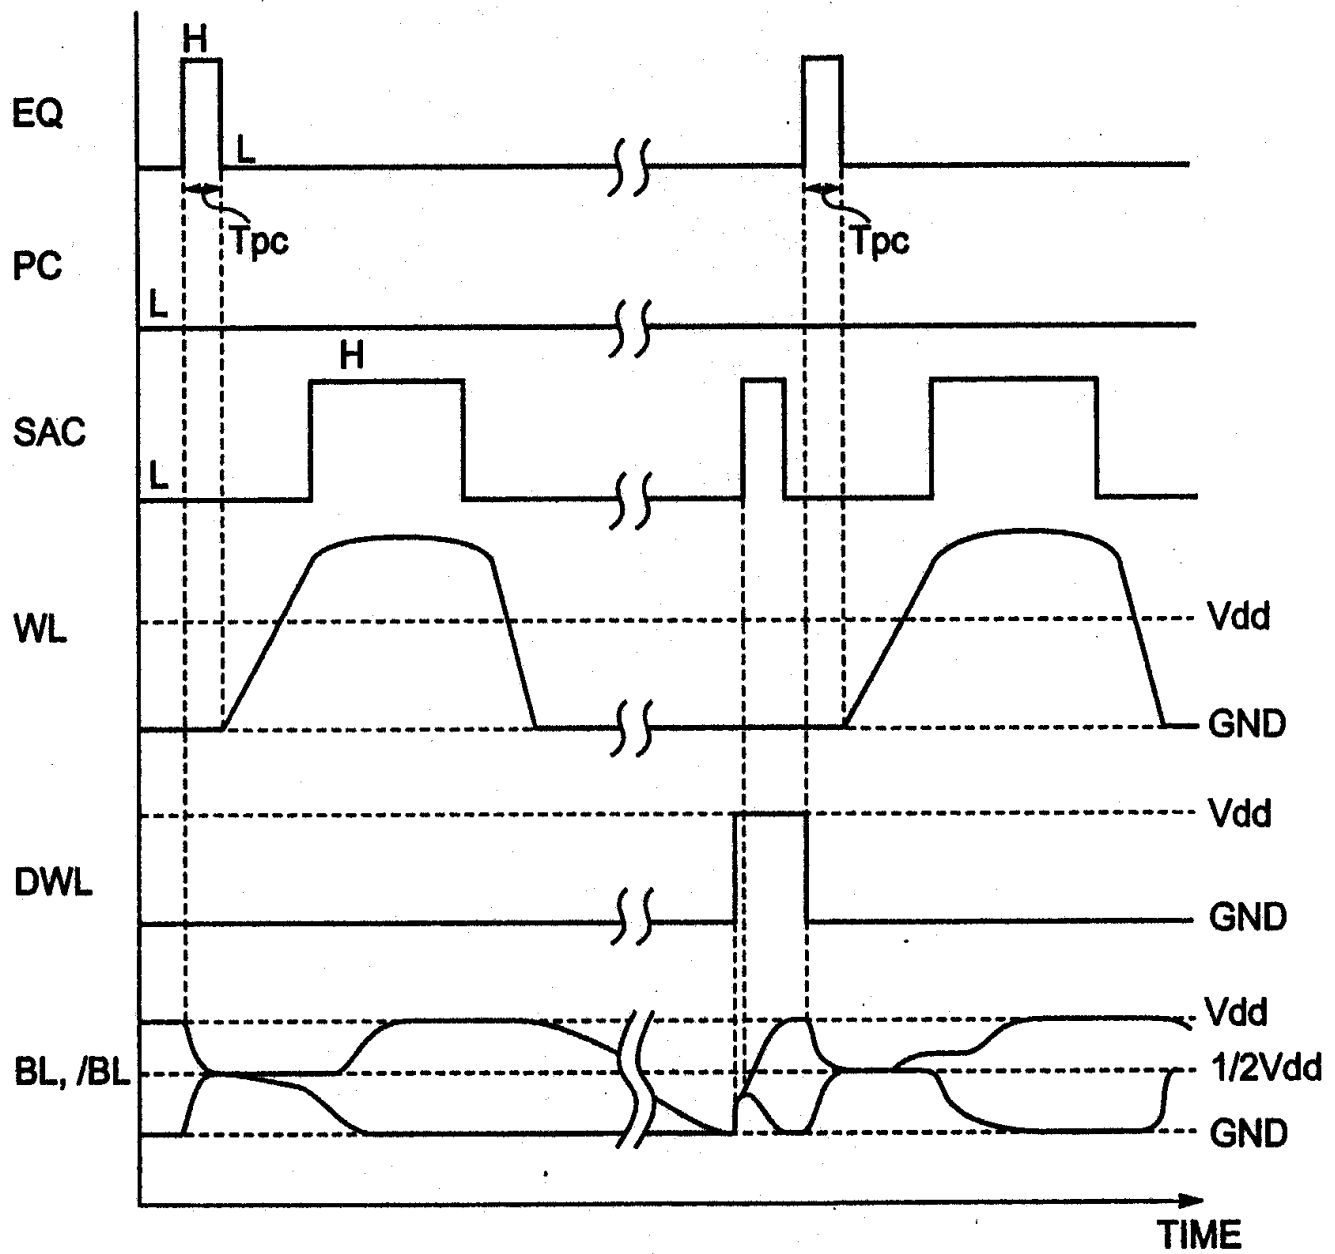 H
EQ
L
Tpc
Tpc
PC
L
H
SAC
L
WL
Vdd
GND
Vdd
DWL
GND
Vdd
BL, /BL
1/2Vdd
GND
TIME